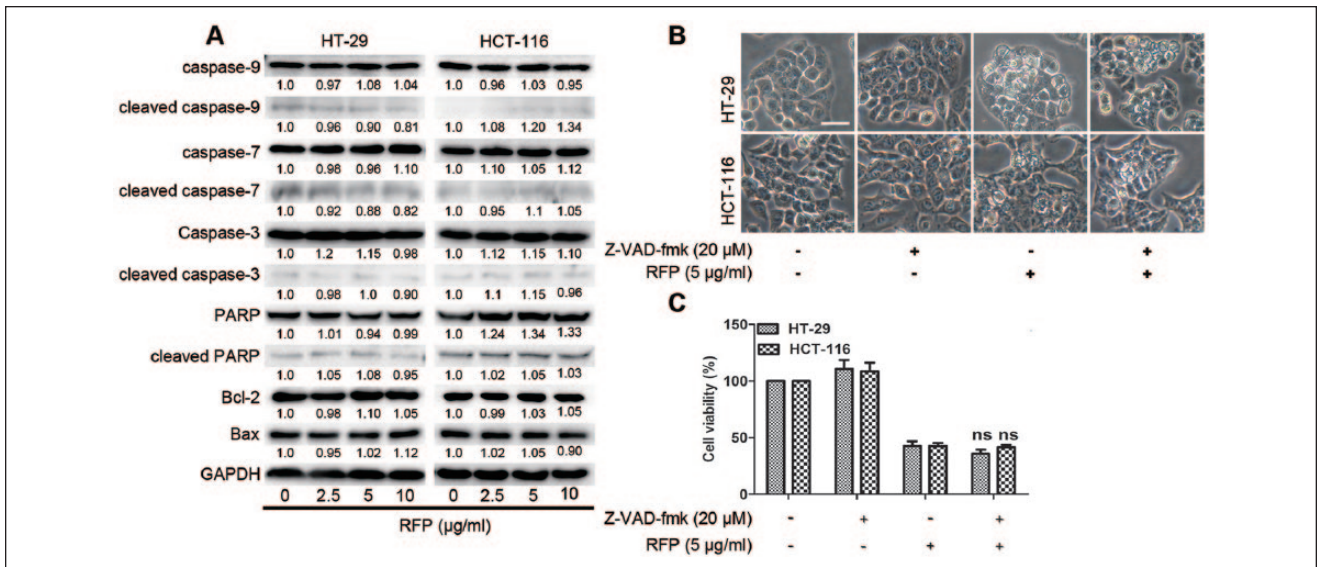 A
HT-29 HCT-116
caspase-9
1.0 0.97 1.08 1.04 1.0 0.96 1.03 0.95
cleaved caspase-9
1.0 0.96 0.90 0.81 1.0 1.08 1.20 1.34
caspase-7
1.0 0.98 0.96 1.10 1.0 1.10 1.05 1.12
cleaved caspase-7
1.0 0.92 0.88 0.82 1.0 0.95 1.1 1.05
Caspase-3
1.0 1.2 1.15 0.98 1.0 1.12 1.15 1.10
cleaved caspase-3
1.0 0.98 1.0 0.90 1.0 1.1 1.15 0.96
PARP
1.0 1.01 0.94 0.99 1.0 1.24 1.34 1.33
cleaved PARP
1.0 1.05 1.08 0.95 1.0 1.02 1.05 1.03
Bcl-2
1.0 0.98 1.10 1.05 1.0 0.99 1.03 1.05
Bax
1.0 0.95 1.02 1.12 1.0 1.02 1.05 0.90
GAPDH
0 2.5 5 10 0 2.5 5 10
RFP (µg/ml)
B
HT-29
HCT-116
Z-VAD-fmk (20 µM) - + - +
RFP (5 µg/ml) - - + +
C
Cell viability (%)
150
100
50
0
HT-29
HCT-116
ns ns
Z-VAD-fmk (20 µM) - + - +
RFP (5 µg/ml) - - + +